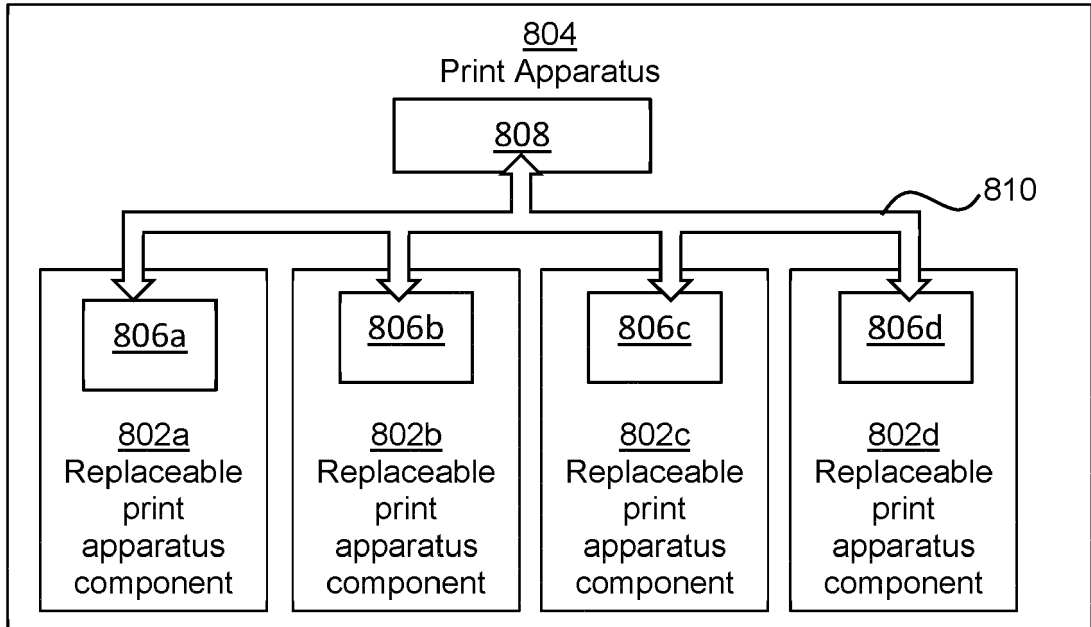 804
Print Apparatus
808
810
806a
806b
806c
806d
802a
Replaceable
print
apparatus
component
802b
Replaceable
print
apparatus
component
802c
Replaceable
print
apparatus
component
802d
Replaceable
print
apparatus
component